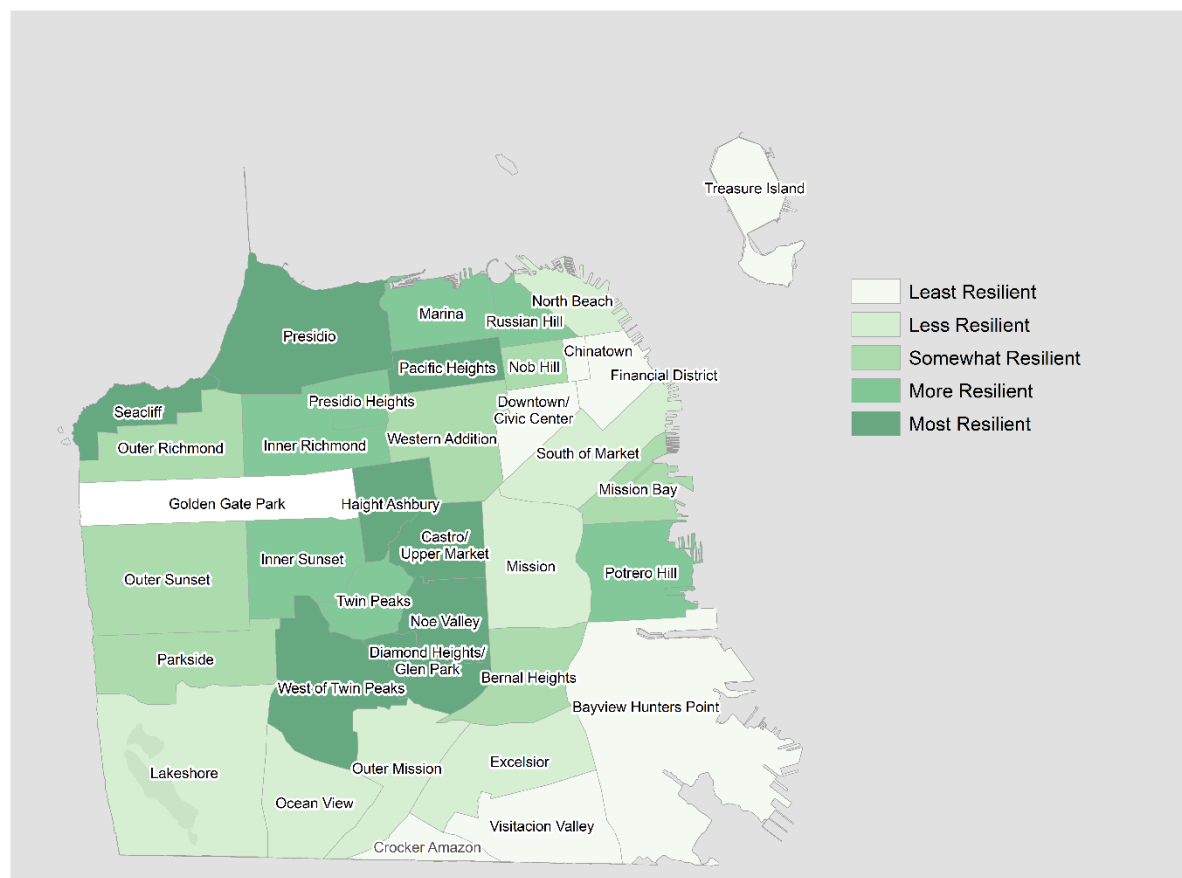 Treasure Island
Least Resilient
Less Resilient
Somewhat Resilient
More Resilient
Most Resilient
North Beach
Marina
Russian Hill
Presidio
Chinatown
Pacific Heights
Nob Hill
Financial District
Presidio Heights
Downtown/
Civic Center
Seacliff
Western Addition
Outer Richmond
Inner Richmond
South of Market
Mission Bay
Golden Gate Park
Haight Ashbury
Castro/
Upper Market
Inner Sunset
Mission
Potrero Hill
Outer Sunset
Twin Peaks
Noe Valley
Diamond Heights/
Glen Park
Parkside
Bernal Heights
West of Twin Peaks
Bayview Hunters Point
Excelsior
Outer Mission
Lakeshore
Ocean View
Visitacion Valley
Crocker Amazon